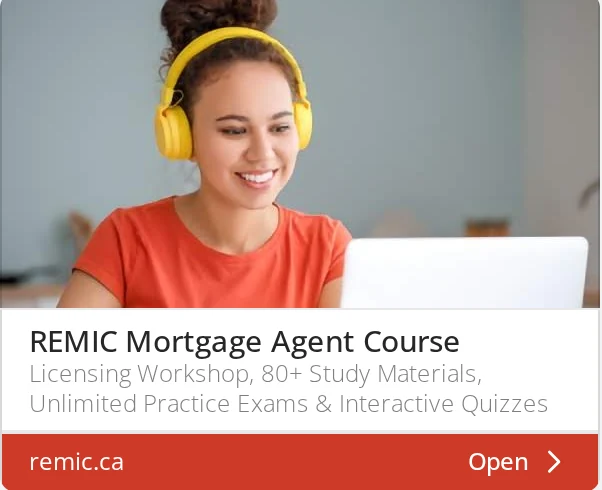 REMIC Mortgage Agent Course
Licensing Workshop, 80+ Study Materials,
Unlimited Practice Exams & Interactive Quizzes
remic.ca
Open